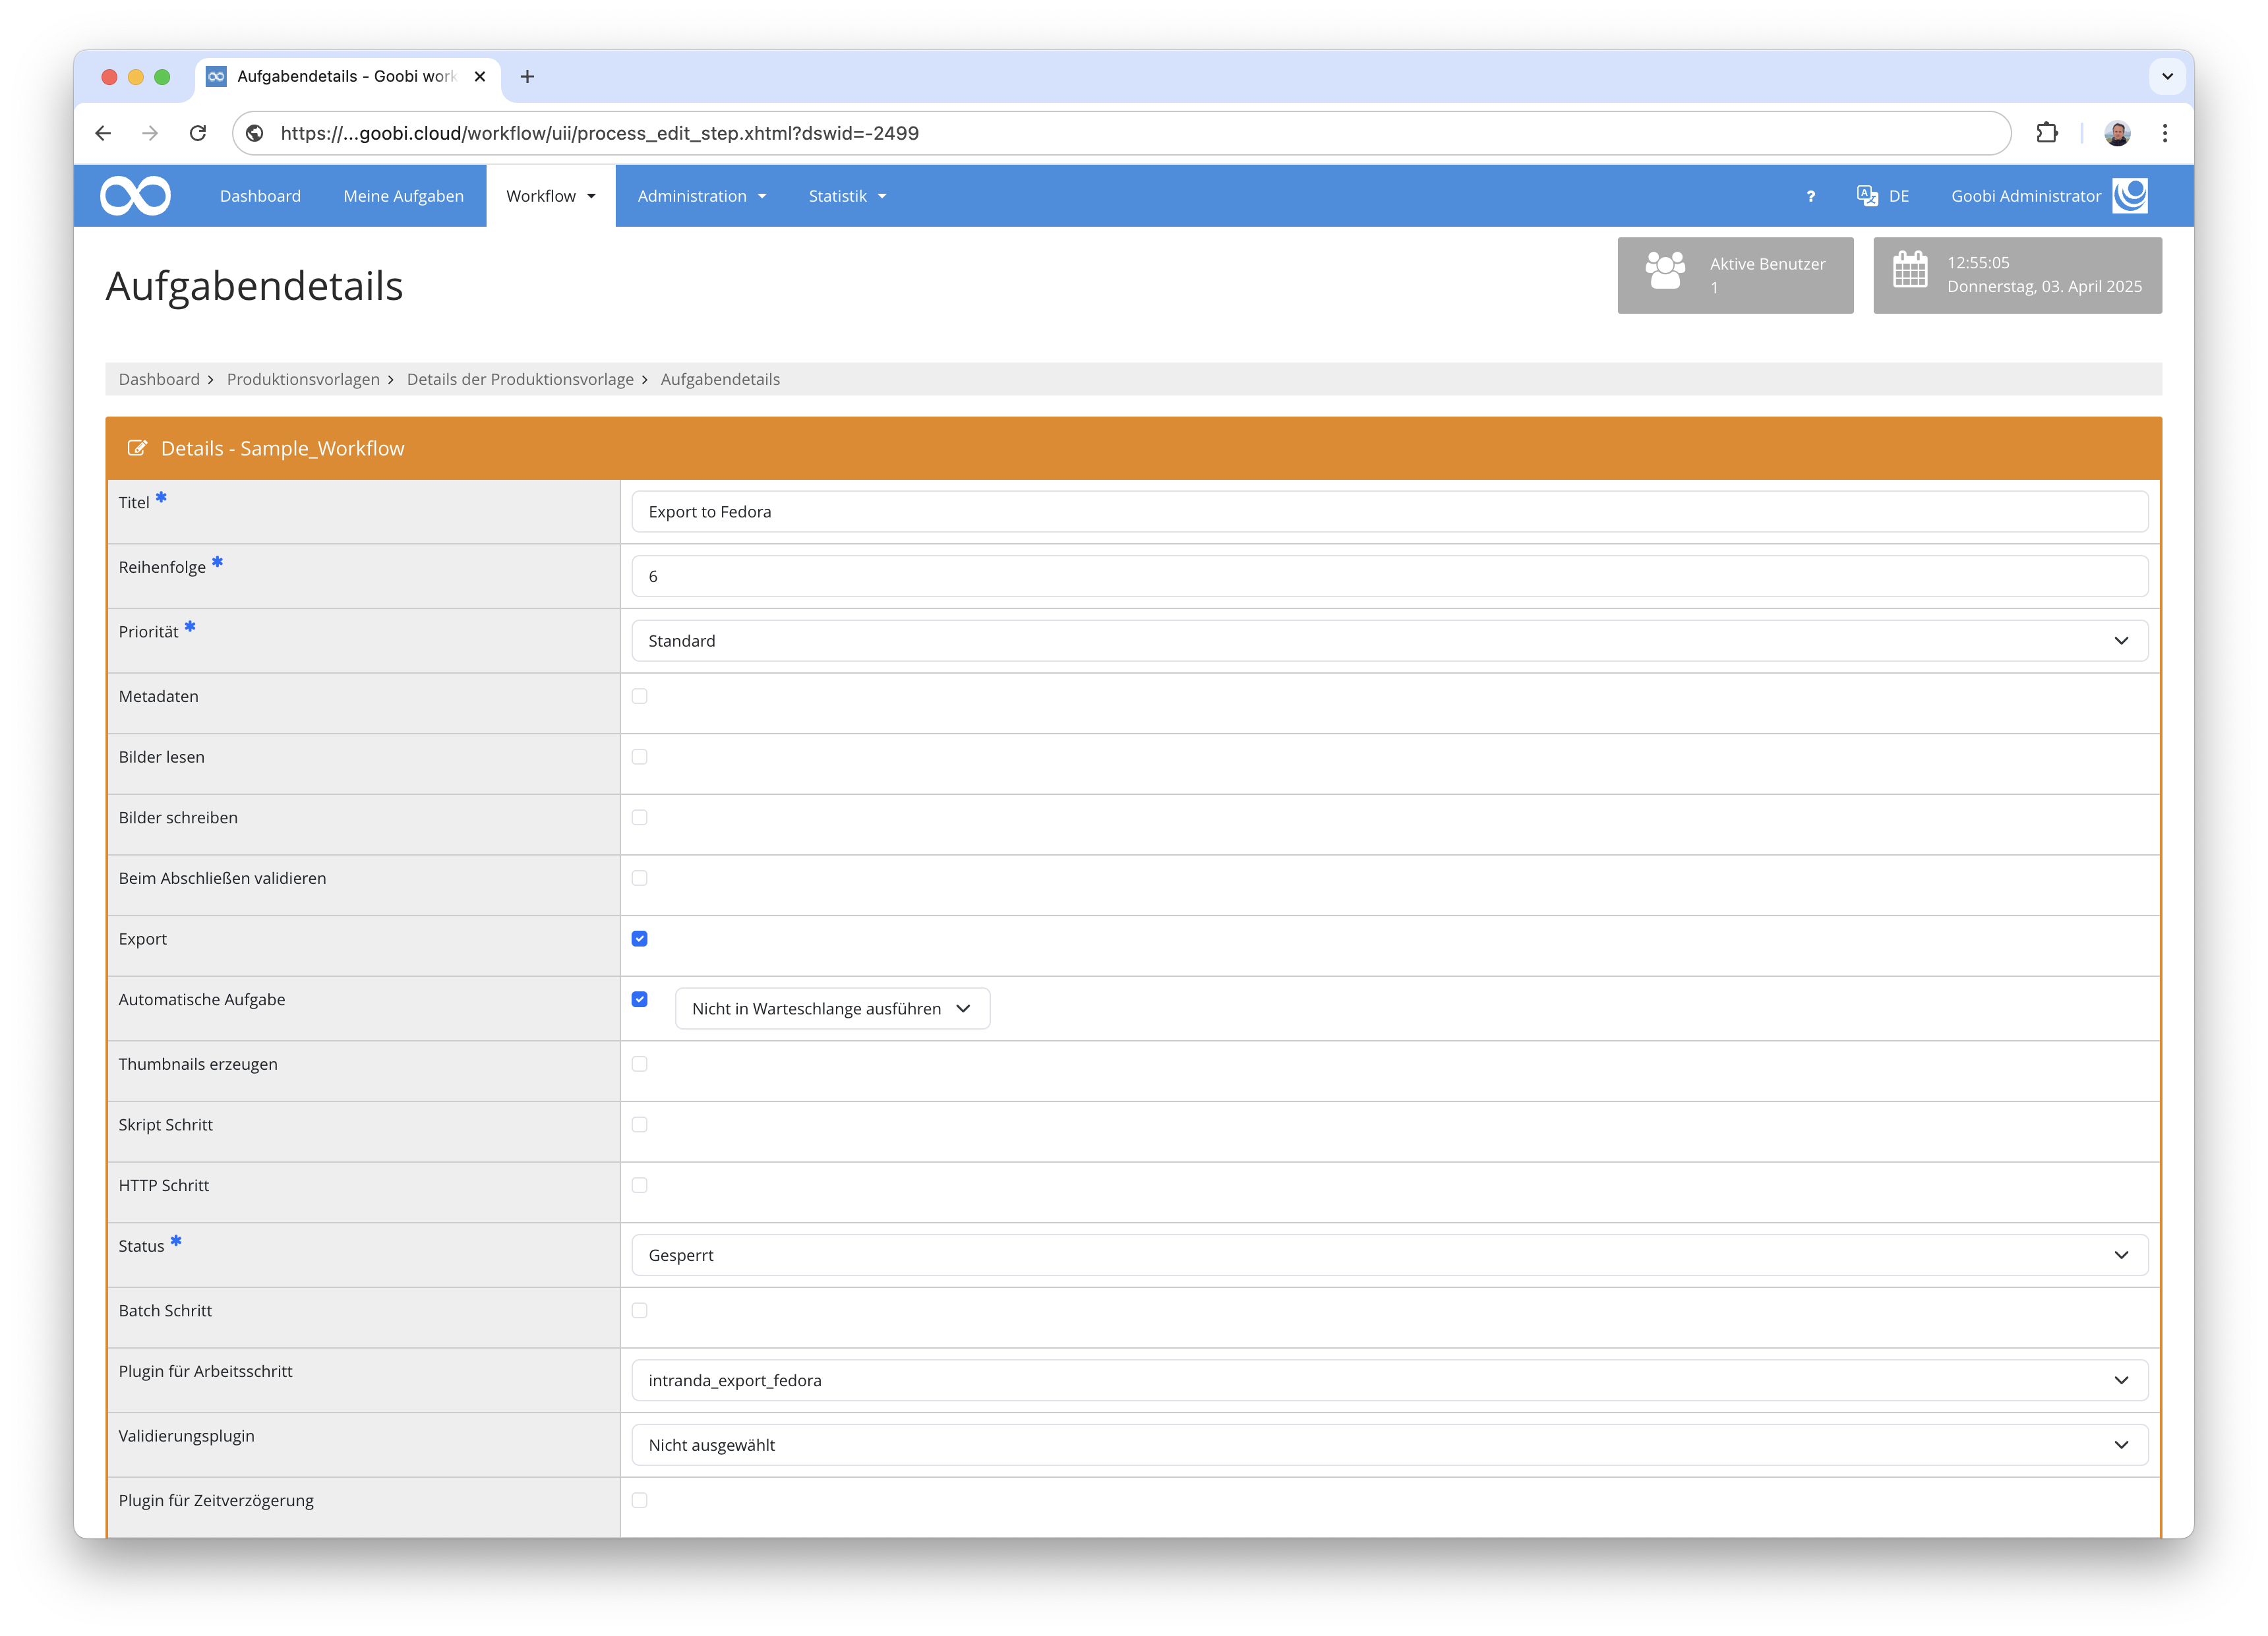 Aufgabendetails - Goobi work
https://...goobi.cloud/workflow/uii/process_edit_step.xhtml?dswid=-2499
Dashboard Meine Aufgaben Workflow Administration Statistik ? DE Goobi Administrator
Aufgabendetails
Aktive Benutzer
1
12:55:05
Donnerstag, 03. April 2025
Dashboard > Produktionsvorlagen > Details der Produktionsvorlage > Aufgabendetails
Details - Sample_Workflow
Titel * Export to Fedora
Reihenfolge * 6
Priorität * Standard
Metadaten
Bilder lesen
Bilder schreiben
Beim Abschließen validieren
Export
Automatische Aufgabe Nicht in Warteschlange ausführen
Thumbnails erzeugen
Skript Schritt
HTTP Schritt
Status * Gesperrt
Batch Schritt
Plugin für Arbeitsschritt intranda_export_fedora
Validierungsplugin Nicht ausgewählt
Plugin für Zeitverzögerung